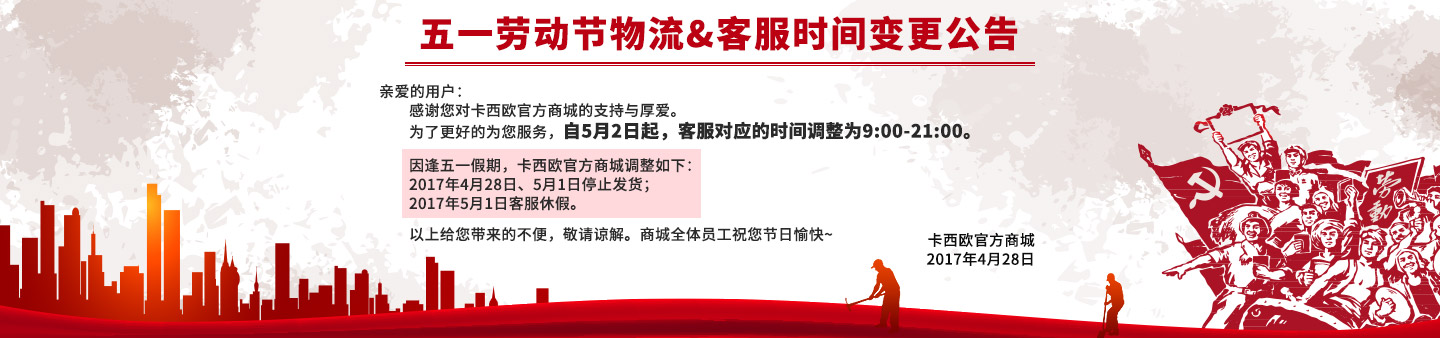 五一劳动节物流&客服时间变更公告
亲爱的用户：
感谢您对卡西欧官方商城的支持与厚爱。
为了更好的为您服务，自5月2日起，客服对应的时间调整为9:00-21:00。
因逢五一假期，卡西欧官方商城调整如下：
2017年4月28日、5月1日停止发货；
2017年5月1日客服休假。
以上给您带来的不便，敬请谅解。商城全体员工祝您节日愉快~
卡西欧官方商城
2017年4月28日
劳動